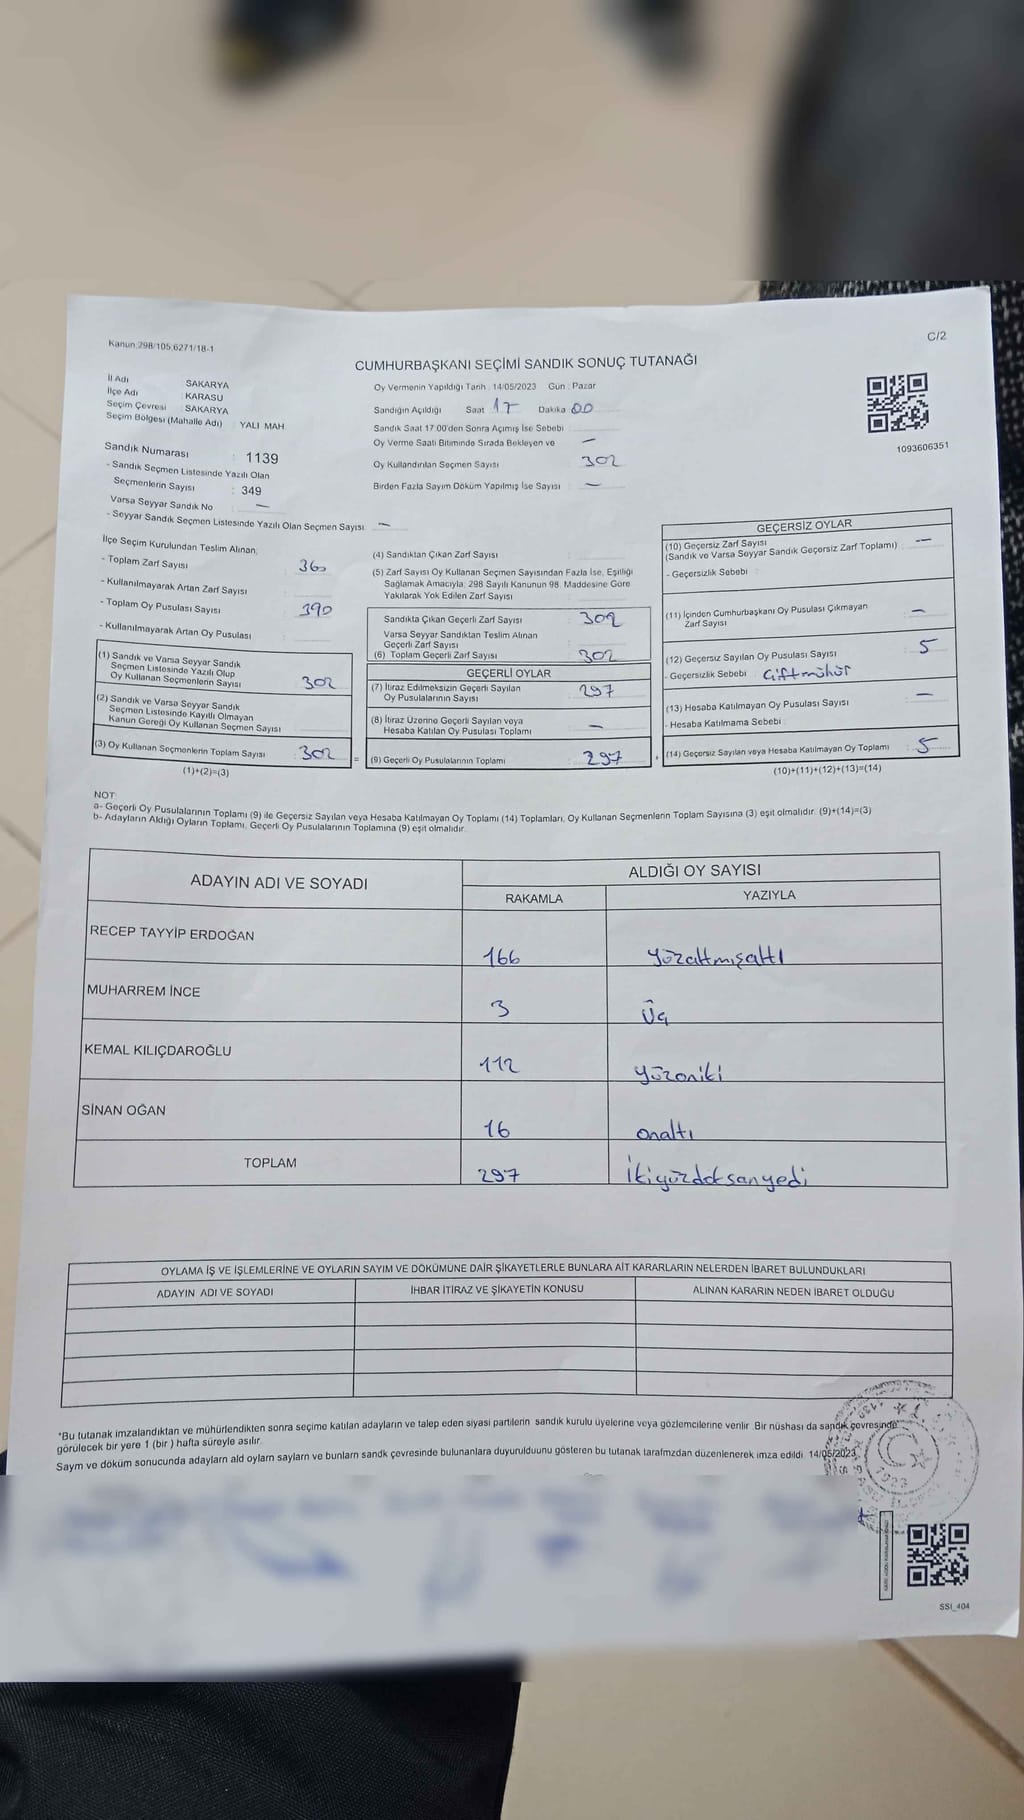 Kanun:298/105,6271/18-1
C/2
CUMHURBAŞKANI SEÇİMİ SANDIK SONUÇ TUTANAĞI
İl Adı : SAKARYA
İlçe Adı : KARASU
Seçim Çevresi : SAKARYA
Seçim Bölgesi (Mahalle Adı) : YALI MAH
Sandık Numarası : 1139
- Sandık Seçmen Listesinde Yazılı Olan
Seçmenlerin Sayısı : 349
Varsa Seyyar Sandık No —
- Seyyar Sandık Seçmen Listesinde Yazılı Olan Seçmen Sayısı —
Oy Vermenin Yapıldığı Tarih : 14/05/2023 Gün : Pazar
Sandığın Açıldığı Saat 17 Dakika 00
Sandık Saat 17:00'den Sonra Açımış İse Sebebi
Oy Verme Saati Bitiminde Sırada Bekleyen ve —
Oy Kullandırılan Seçmen Sayısı 302
Birden Fazla Sayım Döküm Yapılmış İse Sayısı —
1093606351
İlçe Seçim Kurulundan Teslim Alınan;
- Toplam Zarf Sayısı 360
- Kullanılmayarak Artan Zarf Sayısı
- Toplam Oy Pusulası Sayısı 390
- Kullanılmayarak Artan Oy Pusulası
(1) Sandık ve Varsa Seyyar Sandık
Seçmen Listesinde Yazılı Olup
Oy Kullanan Seçmenlerin Sayısı 302
(2) Sandık ve Varsa Seyyar Sandık
Seçmen Listesinde Kayıtlı Olmayan
Kanun Gereği Oy Kullanan Seçmen Sayısı
(3) Oy Kullanan Seçmenlerin Toplam Sayısı 302
(1)+(2)=(3)
(4) Sandıktan Çıkan Zarf Sayısı
(5) Zarf Sayısı Oy Kullanan Seçmen Sayısından Fazla İse, Eşitliği
Sağlamak Amacıyla; 298 Sayılı Kanunun 98. Maddesine Göre
Yakılarak Yok Edilen Zarf Sayısı
Sandıkta Çıkan Geçerli Zarf Sayısı 302
Varsa Seyyar Sandıktan Teslim Alınan
Geçerli Zarf Sayısı
(6) Toplam Geçerli Zarf Sayısı 302
GEÇERLİ OYLAR
(7) İtiraz Edilmeksizin Geçerli Sayılan
Oy Pusulalarının Sayısı 297
(8) İtiraz Üzerine Geçerli Sayılan veya
Hesaba Katılan Oy Pusulası Toplamı —
= (9) Geçerli Oy Pusulalarının Toplamı 297
GEÇERSİZ OYLAR
(10) Geçersiz Zarf Sayısı
(Sandık ve Varsa Seyyar Sandık Geçersiz Zarf Toplamı) —
- Geçersizlik Sebebi
(11) İçinden Cumhurbaşkanı Oy Pusulası Çıkmayan
Zarf Sayısı —
(12) Geçersiz Sayılan Oy Pusulası Sayısı 5
- Geçersizlik Sebebi : Çiftmühür
(13) Hesaba Katılmayan Oy Pusulası Sayısı —
- Hesaba Katılmama Sebebi
+ (14) Geçersiz Sayılan veya Hesaba Katılmayan Oy Toplamı 5
(10)+(11)+(12)+(13)=(14)
NOT:
a- Geçerli Oy Pusulalarının Toplamı (9) ile Geçersiz Sayılan veya Hesaba Katılmayan Oy Toplamı (14) Toplamları, Oy Kullanan Seçmenlerin Toplam Sayısına (3) eşit olmalıdır. (9)+(14)=(3)
b- Adayların Aldığı Oyların Toplamı, Geçerli Oy Pusulalarının Toplamına (9) eşit olmalıdır.
ADAYIN ADI VE SOYADI ALDIĞI OY SAYISI
RAKAMLA YAZIYLA
RECEP TAYYİP ERDOĞAN 166 yüzaltmışaltı
MUHARREM İNCE 3 Üç
KEMAL KILIÇDAROĞLU 112 yüzoniki
SİNAN OĞAN 16 onaltı
TOPLAM 297 İkiyüzdoksanyedi
OYLAMA İŞ VE İŞLEMLERİNE VE OYLARIN SAYIM VE DÖKÜMÜNE DAİR ŞİKAYETLERLE BUNLARA AİT KARARLARIN NELERDEN İBARET BULUNDUKLARI
ADAYIN ADI VE SOYADI İHBAR İTİRAZ VE ŞİKAYETİN KONUSU ALINAN KARARIN NEDEN İBARET OLDUĞU
*Bu tutanak imzalandıktan ve mühürlendikten sonra seçime katılan adayların ve talep eden siyasi partilerin sandık kurulu üyelerine veya gözlemcilerine verilir. Bir nüshası da sandık çevresinde
görülecek bir yere 1 (bir ) hafta süreyle asılır.
Saym ve döküm sonucunda adaylarn ald oylarn saylarn ve bunlarn sandk çevresinde bulunanlara duyurulduunu gösteren bu tutanak tarafmzdan düzenlenerek imza edildi. 14/05/2023
1923
SSI_404